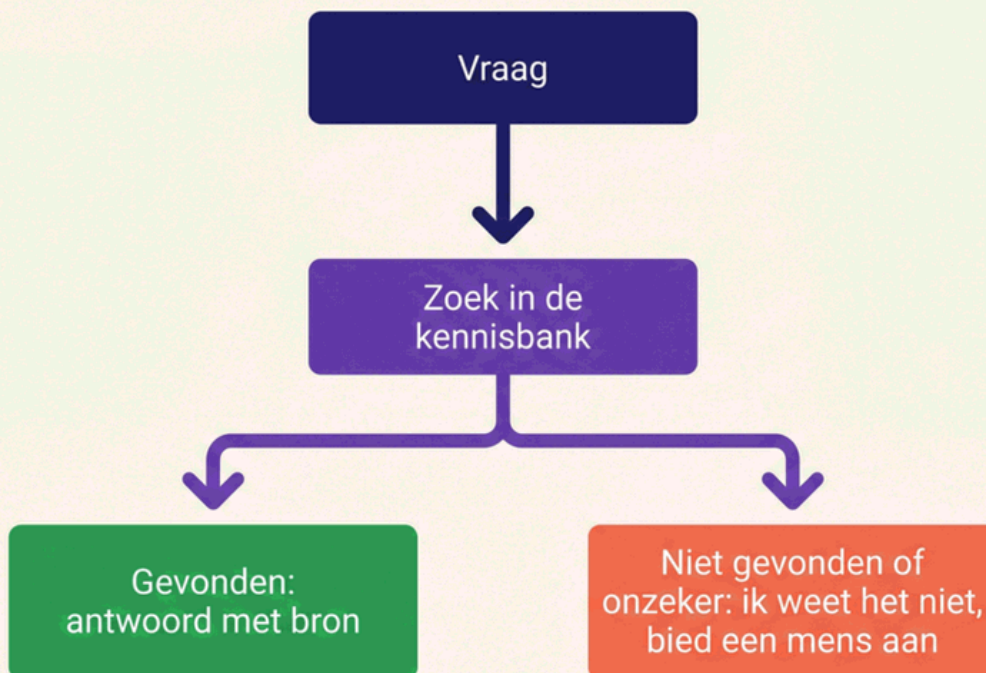 Vraag
Zoek in de
kennisbank
Gevonden:
antwoord met bron
Niet gevonden of
onzeker: ik weet het niet,
bied een mens aan